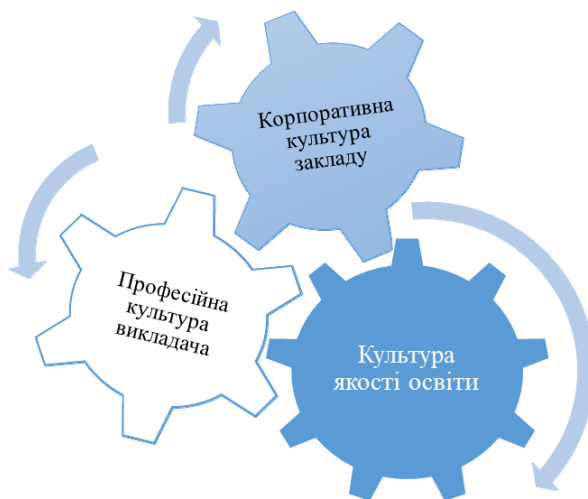 Корпоративна
культура
закладу
Професійна
культура
викладача
Культура
якості освіти